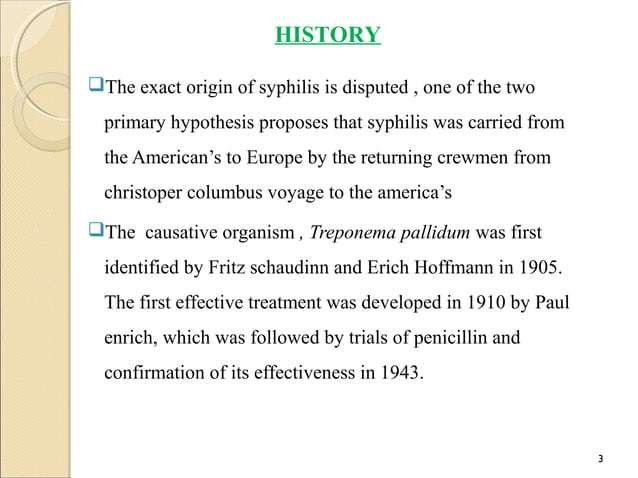 HISTORY
❑The exact origin of syphilis is disputed , one of the two
primary hypothesis proposes that syphilis was carried from
the American’s to Europe by the returning crewmen from
christoper columbus voyage to the america’s
❑The  causative organism , Treponema pallidum was first
identified by Fritz schaudinn and Erich Hoffmann in 1905.
The first effective treatment was developed in 1910 by Paul
enrich, which was followed by trials of penicillin and
confirmation of its effectiveness in 1943.
3